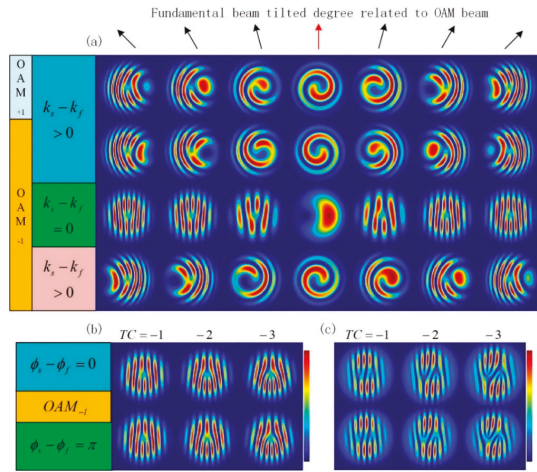 Fundamental beam tilted degree related to OAM beam
(a)
OAM+1
k_s − k_f > 0
OAM-1
k_s − k_f = 0
k_s − k_f > 0
(b)
TC = −1
−2
−3
(c)
TC = −1
−2
−3
ϕ_s − ϕ_f = 0
OAM_−l
ϕ_s − ϕ_f = π